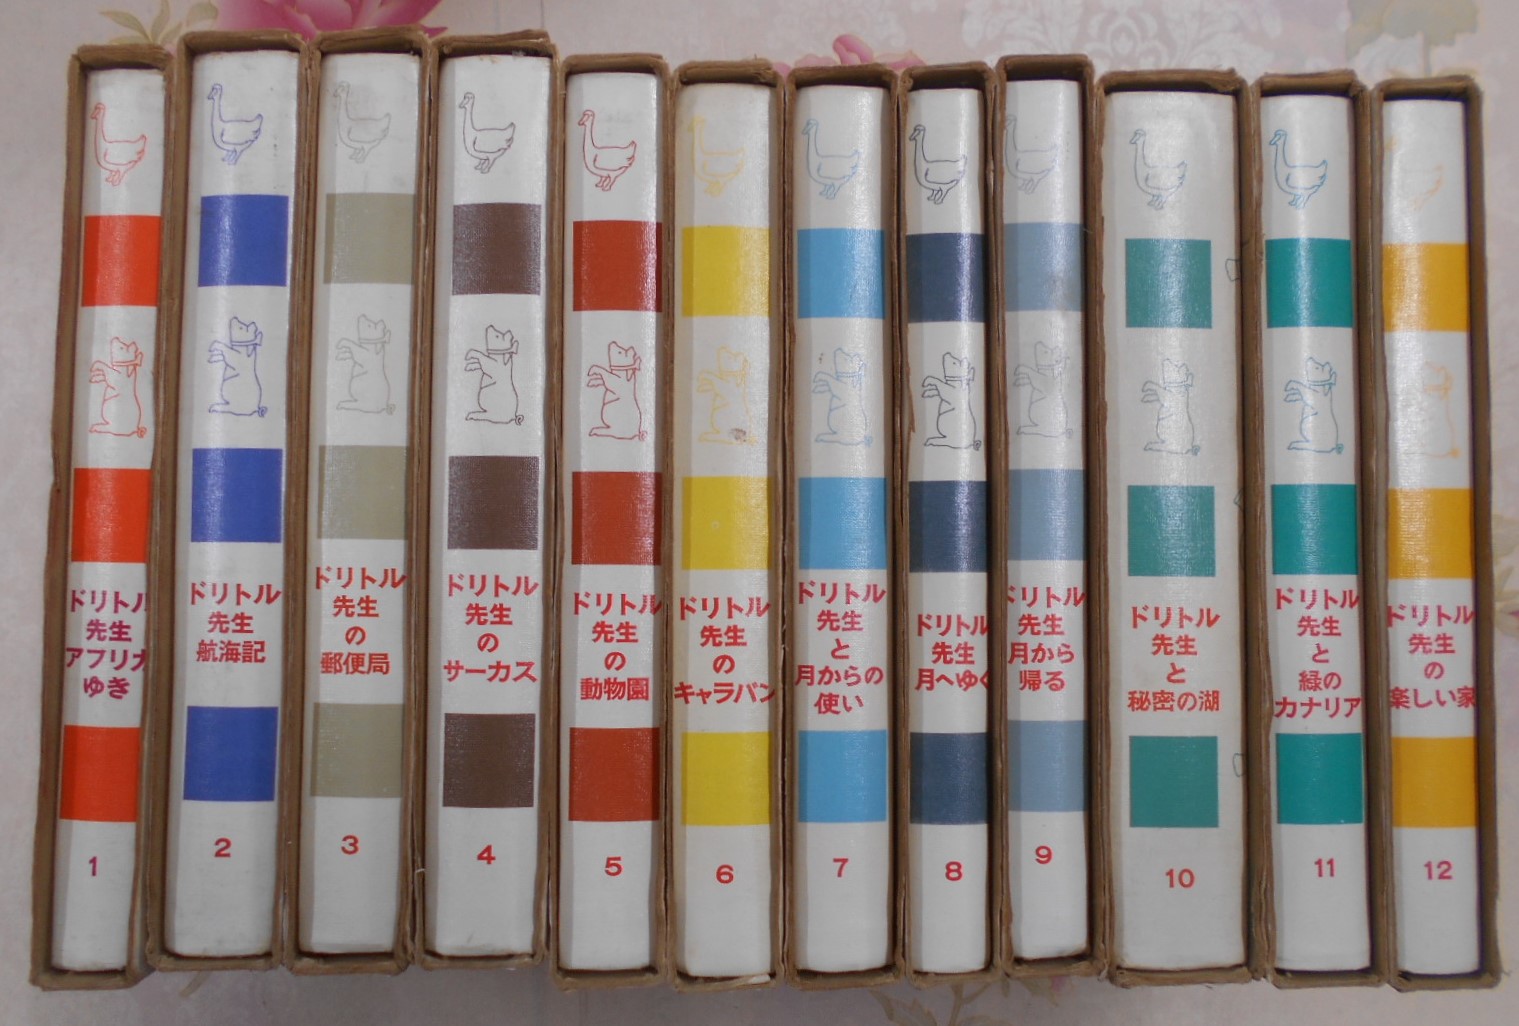 ドリトル
先生
アフリカ
ゆき
1
ドリトル
先生
航海記
2
ドリトル
先生
の
郵便局
3
ドリトル
先生
の
サーカス
4
ドリトル
先生
の
動物園
5
ドリトル
先生
の
キャラバン
6
ドリトル
先生
と
月からの
使い
7
ドリトル
先生
月へゆく
8
ドリトル
先生
月から
帰る
9
ドリトル
先生
と
秘密の湖
10
ドリトル
先生
と
緑の
カナリア
11
ドリトル
先生
の
楽しい家
12